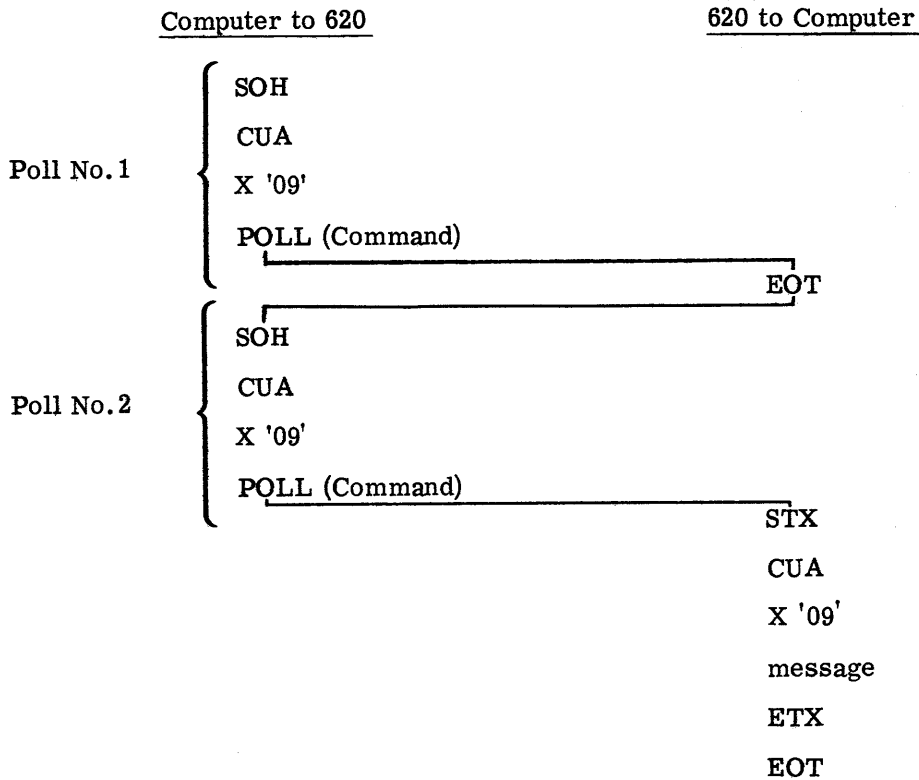 Computer to 620 620 to Computer
SOH
CUA
Poll No.1
X '09'
POLL (Command)
EOT
SOH
CUA
Poll No.2
X '09'
POLL (Command)
STX
CUA
X '09'
message
ETX
EOT